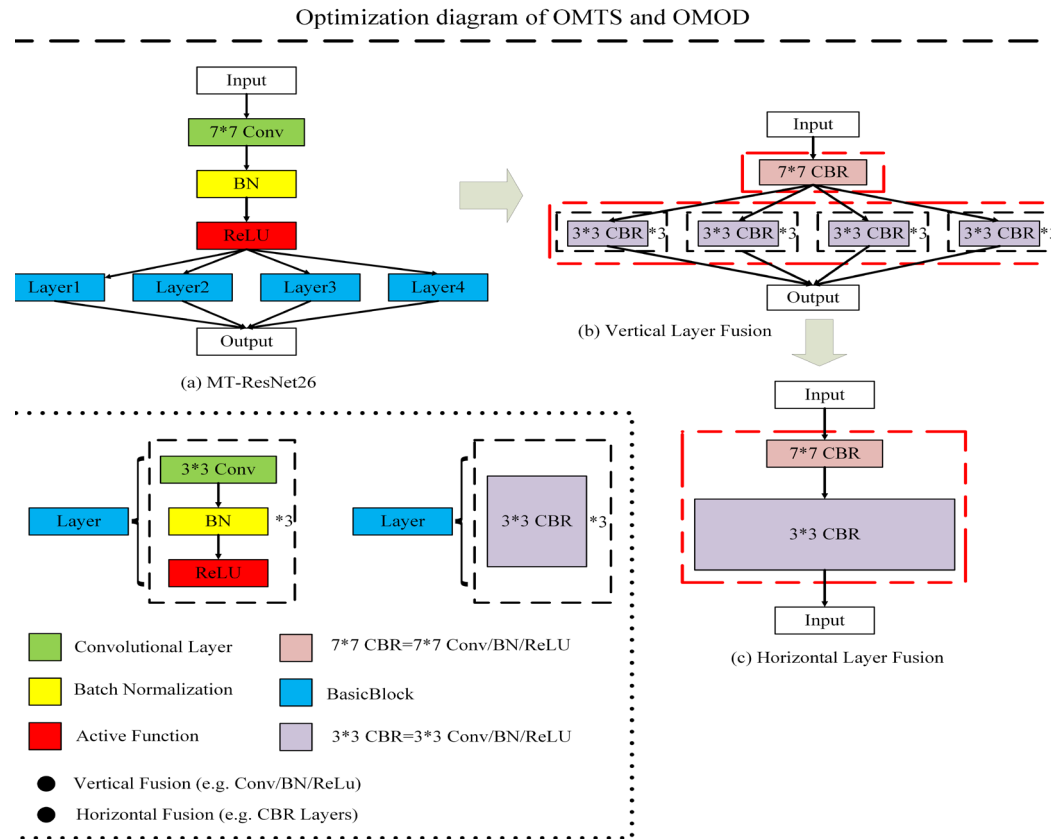 Optimization diagram of OMTS and OMOD
Input
7*7 Conv
BN
ReLU
Layer1
Layer2
Layer3
Layer4
Output
(a) MT-ResNet26
Input
7*7 CBR
3*3 CBR
*3
3*3 CBR
*3
3*3 CBR
*3
3*3 CBR
*3
Output
(b) Vertical Layer Fusion
Input
7*7 CBR
3*3 CBR
Input
(c) Horizontal Layer Fusion
Layer
3*3 Conv
BN
*3
ReLU
Layer
3*3 CBR
*3
Convolutional Layer
7*7 CBR=7*7 Conv/BN/ReLU
Batch Normalization
BasicBlock
Active Function
3*3 CBR=3*3 Conv/BN/ReLU
Vertical Fusion (e.g. Conv/BN/ReLu)
Horizontal Fusion (e.g. CBR Layers)